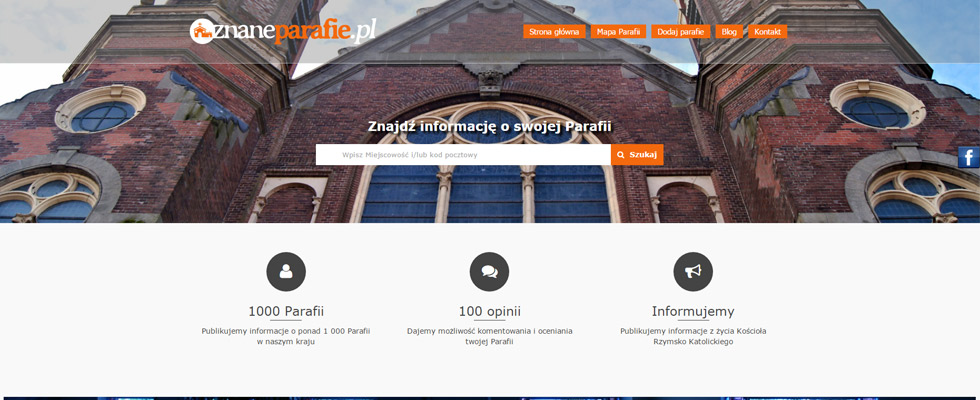 znaneparafie.pl
Strona główna Mapa Parafii Dodaj parafie Blog Kontakt
Znajdź informację o swojej Parafii
Wpisz Miejscowość i/lub kod pocztowy
Szukaj
f
1000 Parafii
Publikujemy informacje o ponad 1 000 Parafii
w naszym kraju
100 opinii
Dajemy możliwość komentowania i oceniania
twojej Parafii
Informujemy
Publikujemy informacje z życia Kościoła
Rzymsko Katolickiego